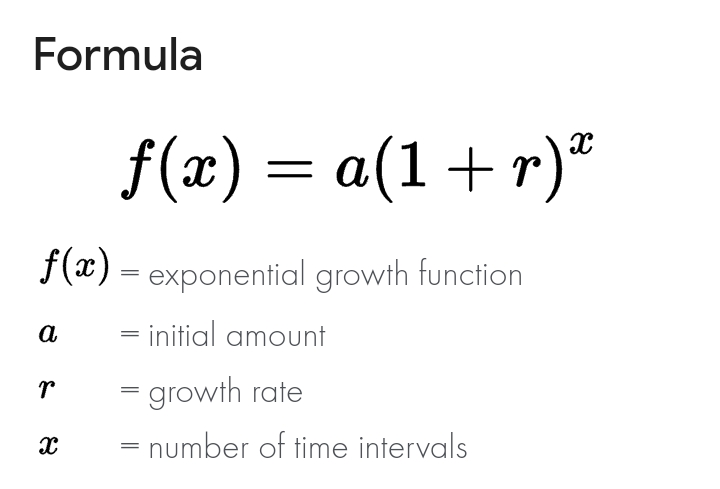 Formula
f(x) = a(1 + r)^x
f(x) = exponential growth function
a = initial amount
r = growth rate
x = number of time intervals